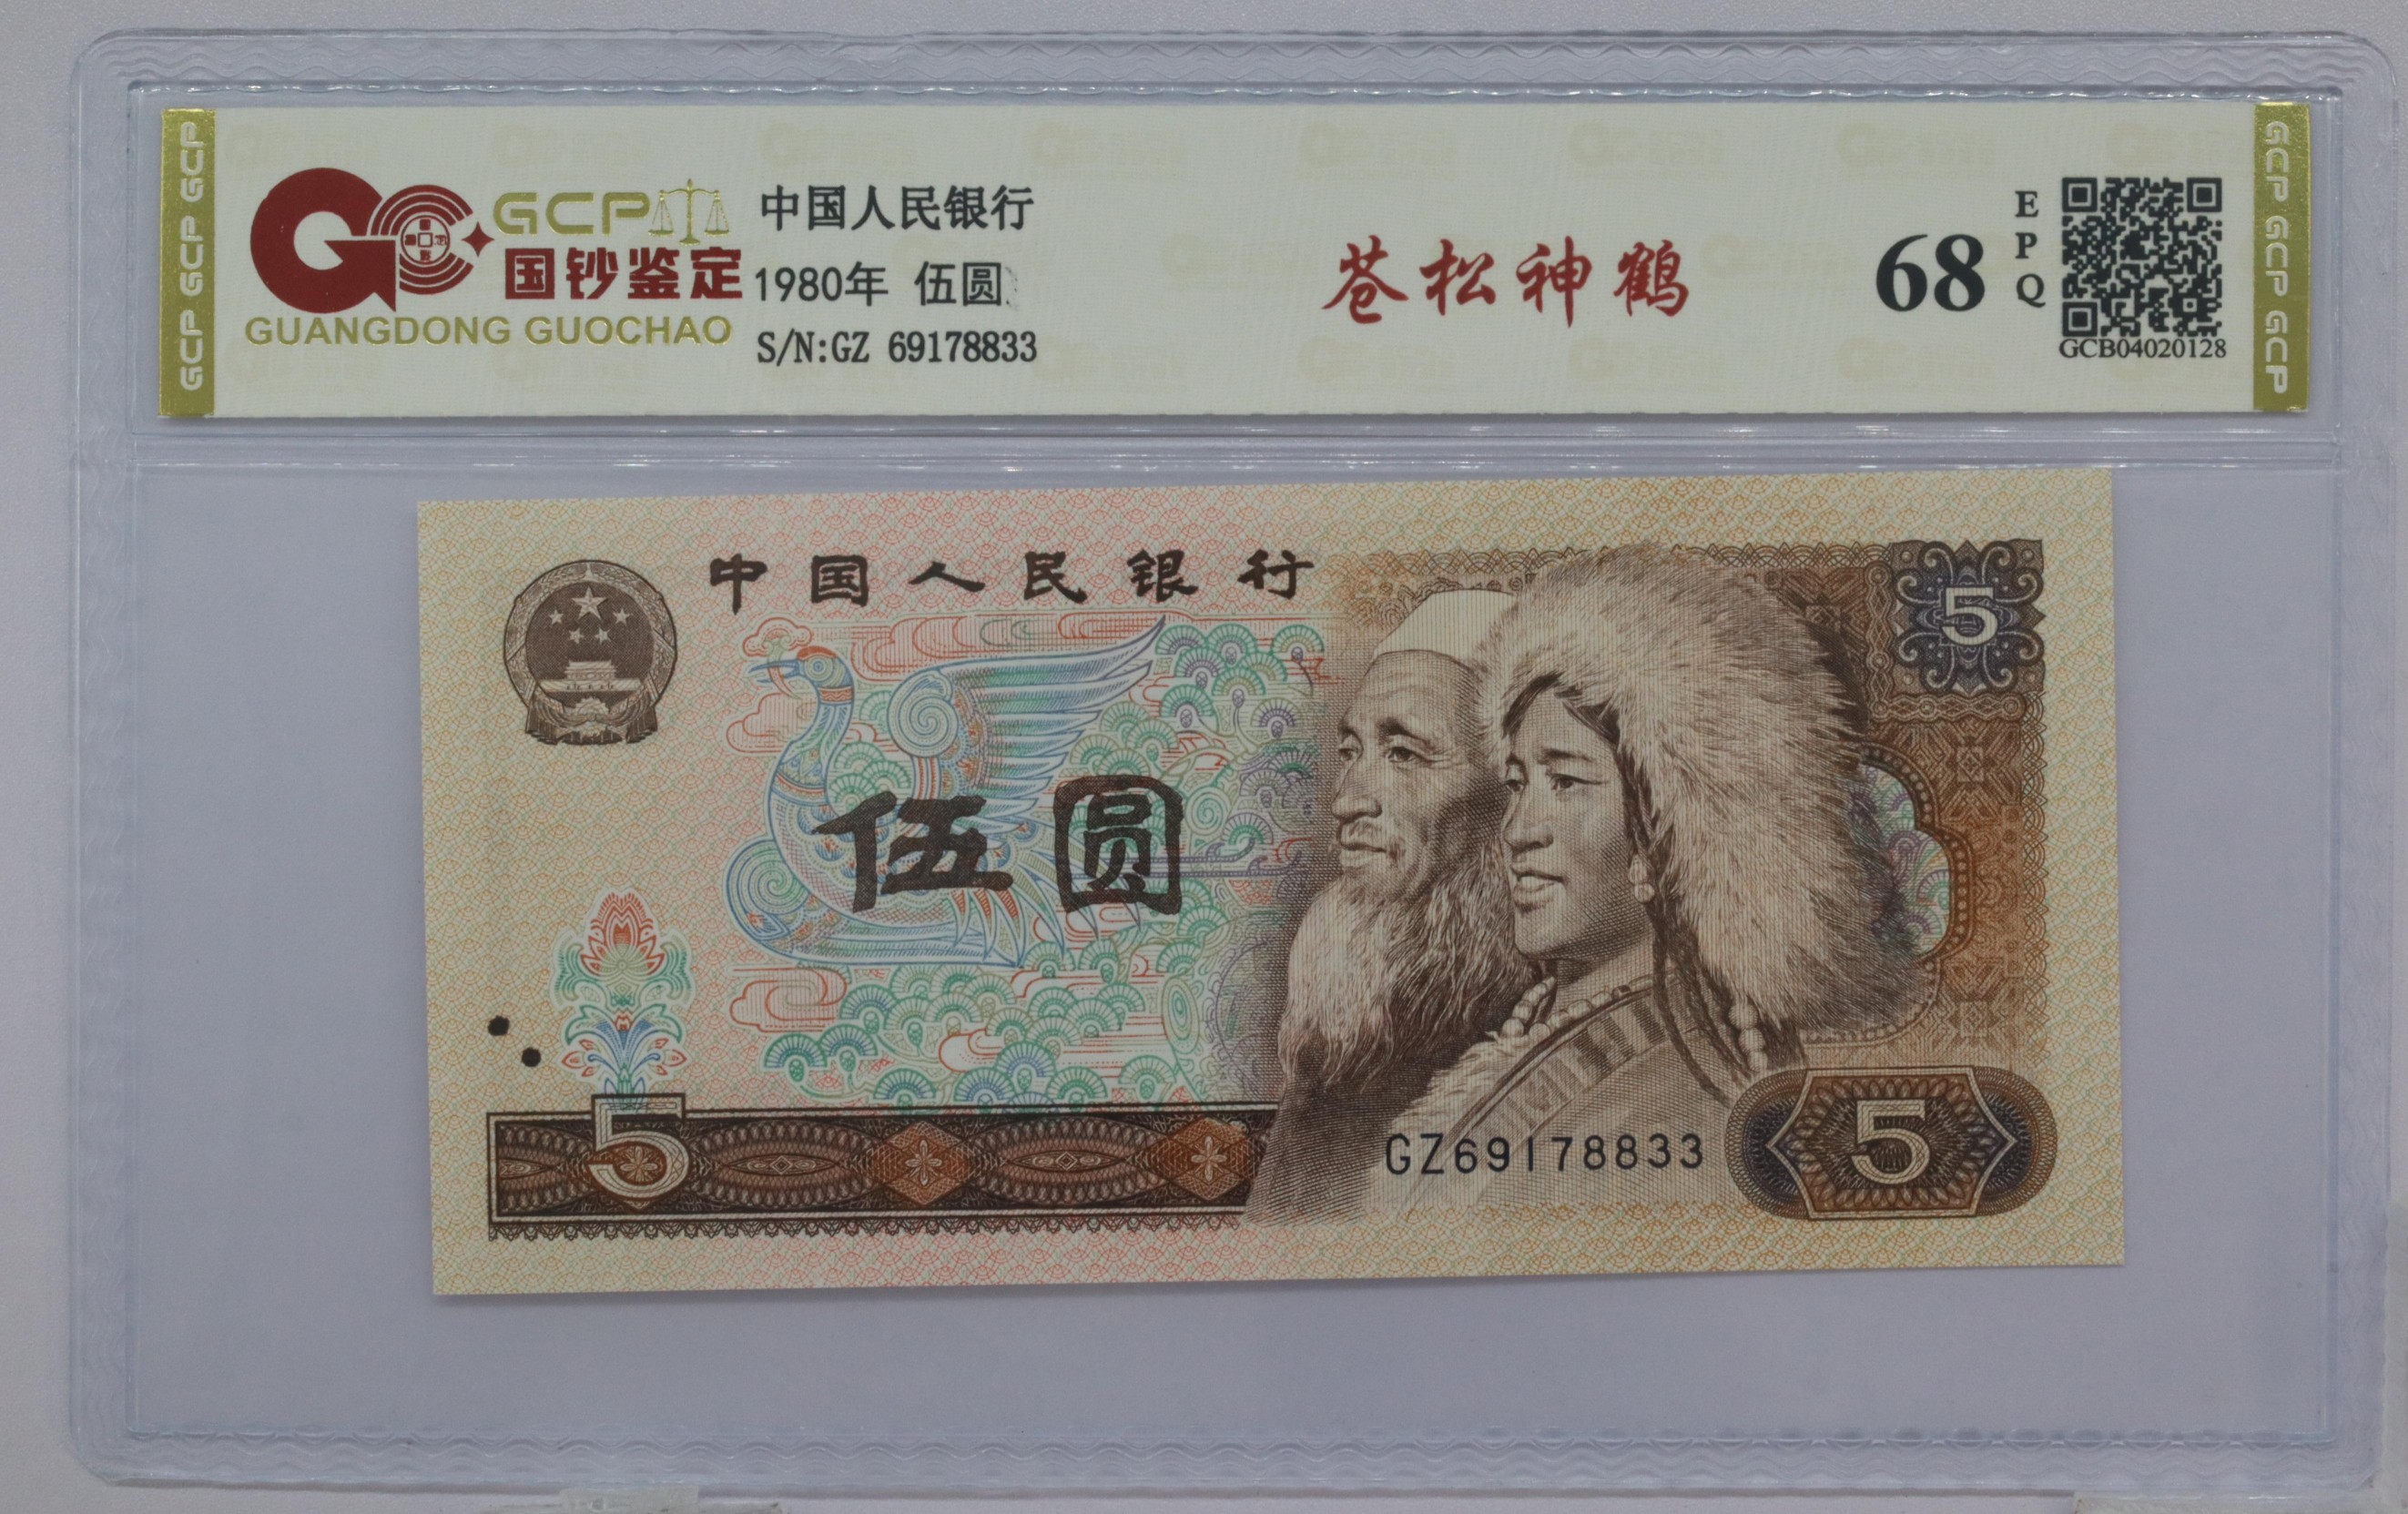 GCP GCP GCP
GCP
国钞鉴定
GUANGDONG GUOCHAO
中国人民银行
1980年 伍圆
S/N:GZ 69178833
苍松神鹤
68
EPQ
GCB04020128
GCP GCP GCP
中国人民银行
5
伍圆
5
GZ69178833
5